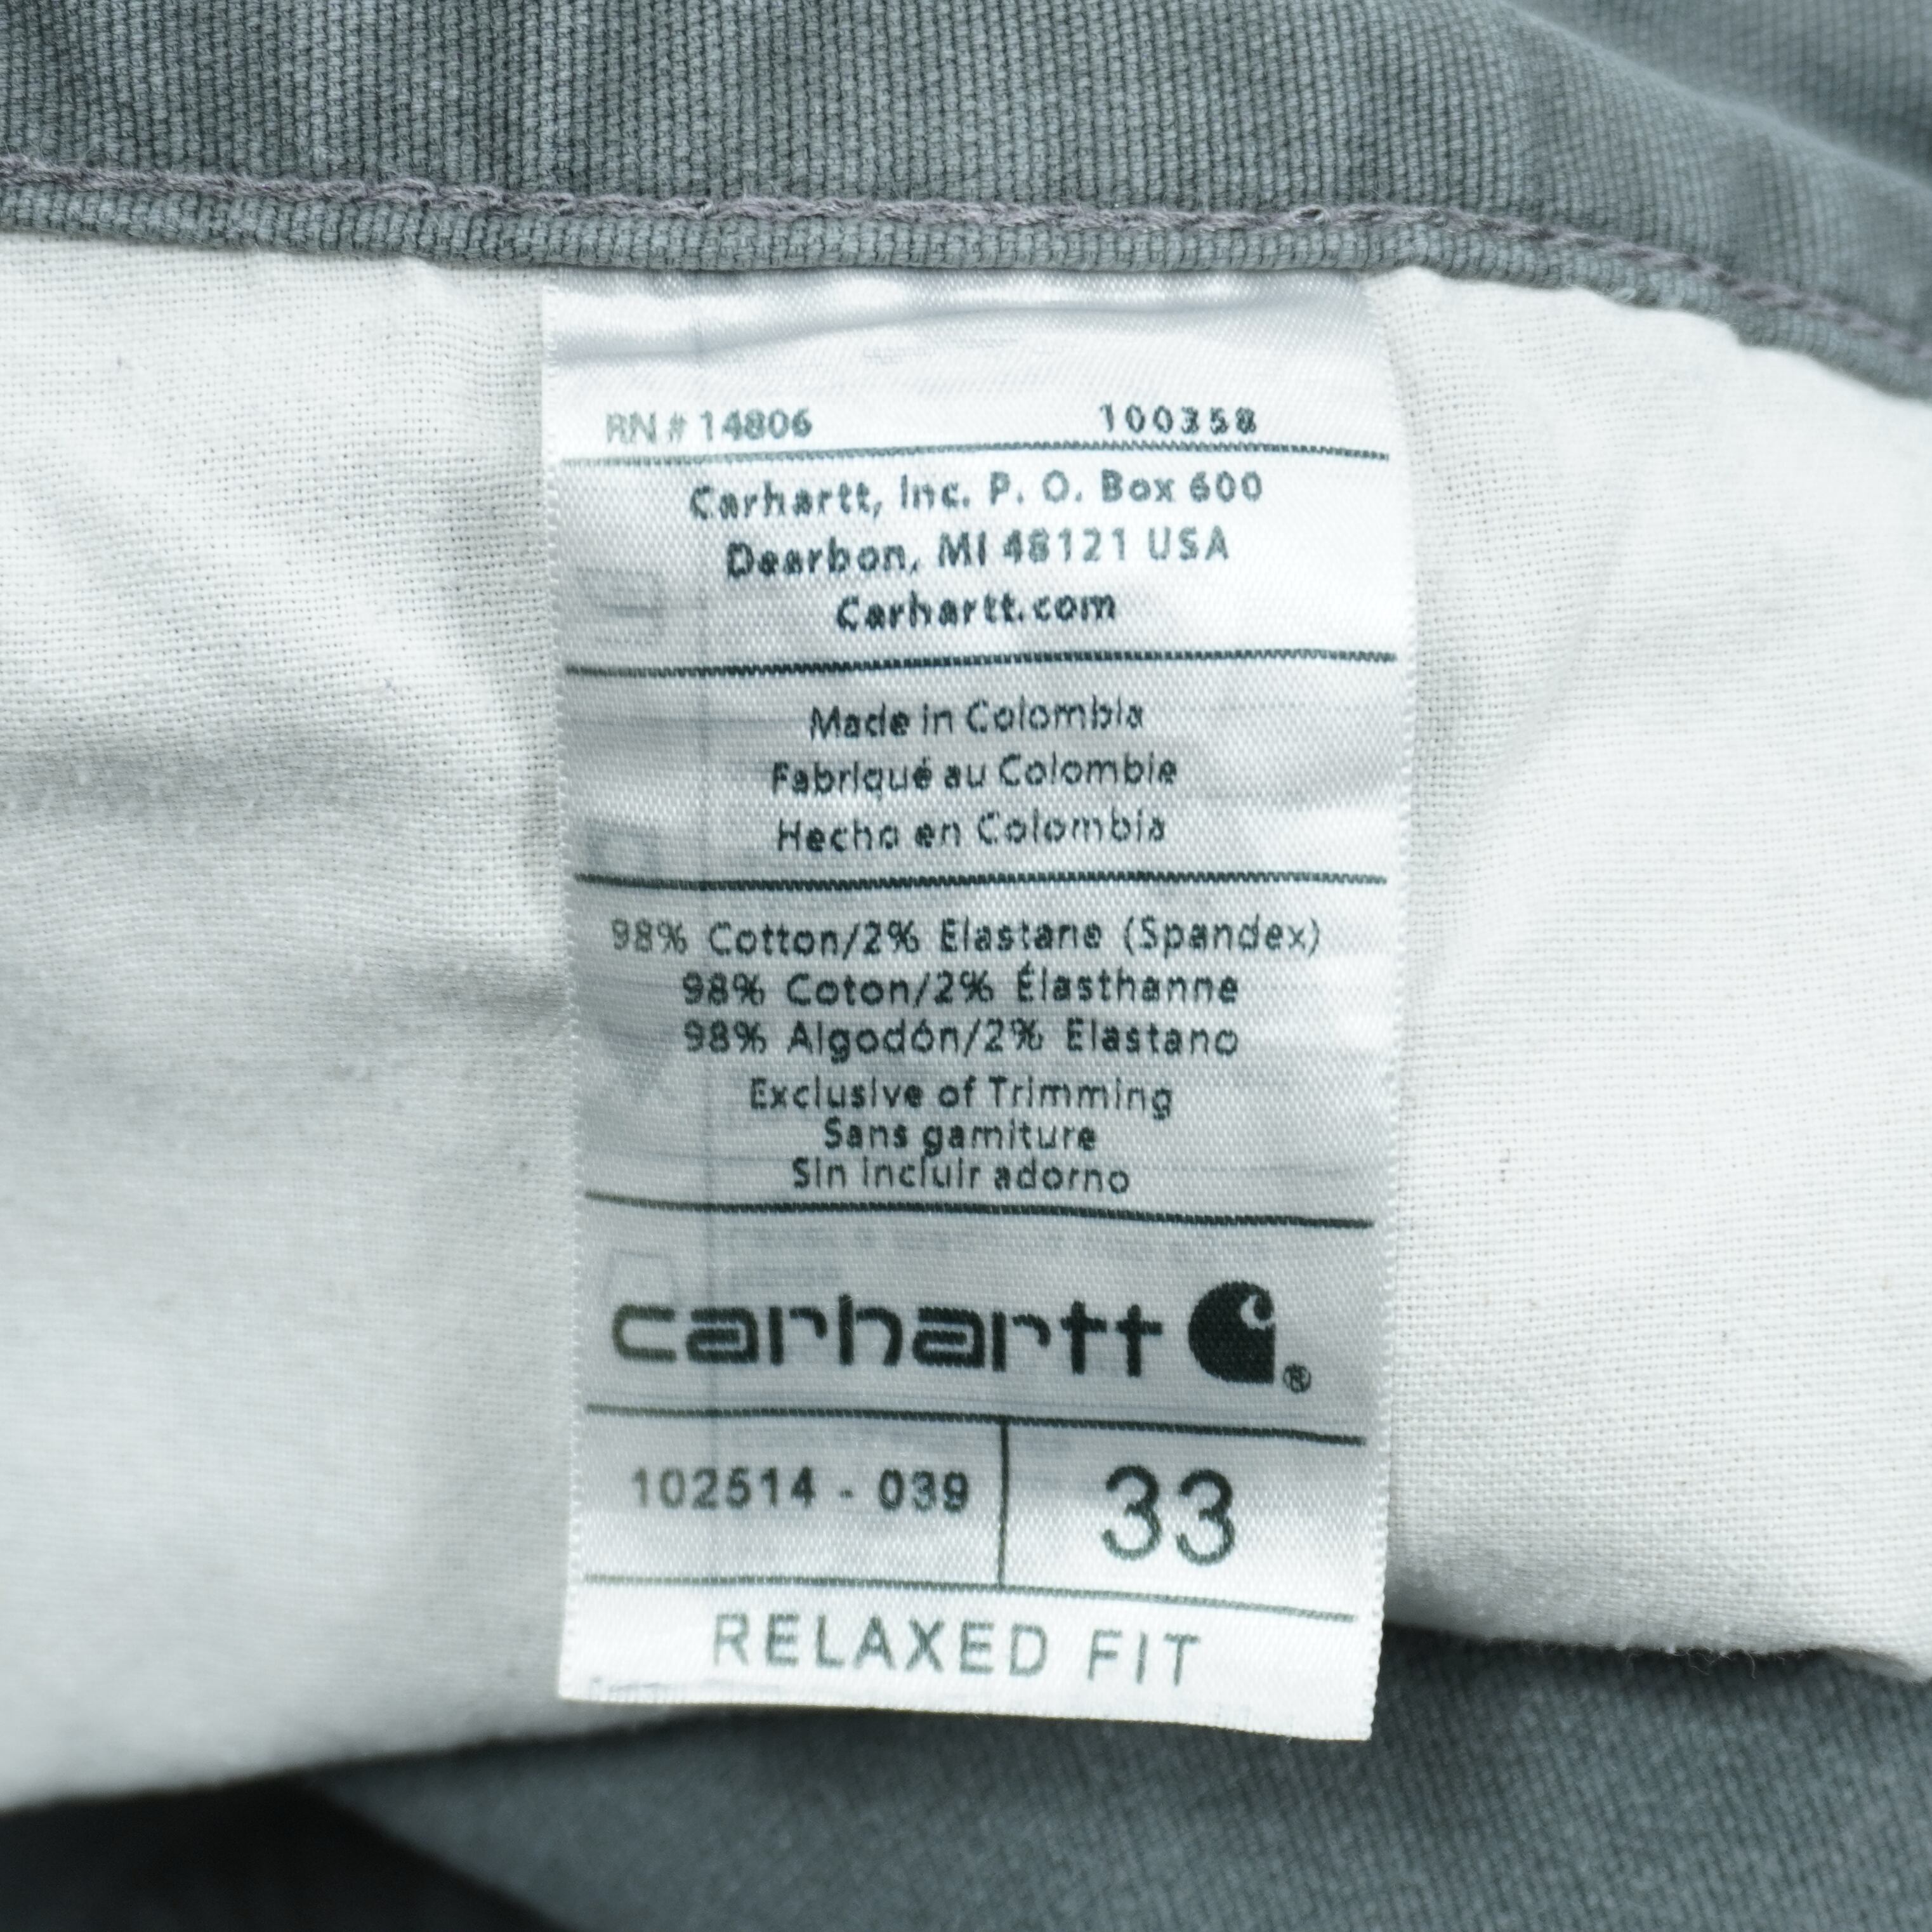 RN # 14806 100358
Carhartt, Inc. P. O. Box 600
Dearbon, MI 48121 USA
Carhartt.com
Made in Colombia
Fabriqué au Colombie
Hecho en Colombia
98% Cotton/2% Elastane (Spandex)
98% Coton/2% Élasthanne
98% Algodón/2% Elastano
Exclusive of Trimming
Sans garniture
Sin incluir adorno
carhartt ®
102514 - 039 33
RELAXED FIT